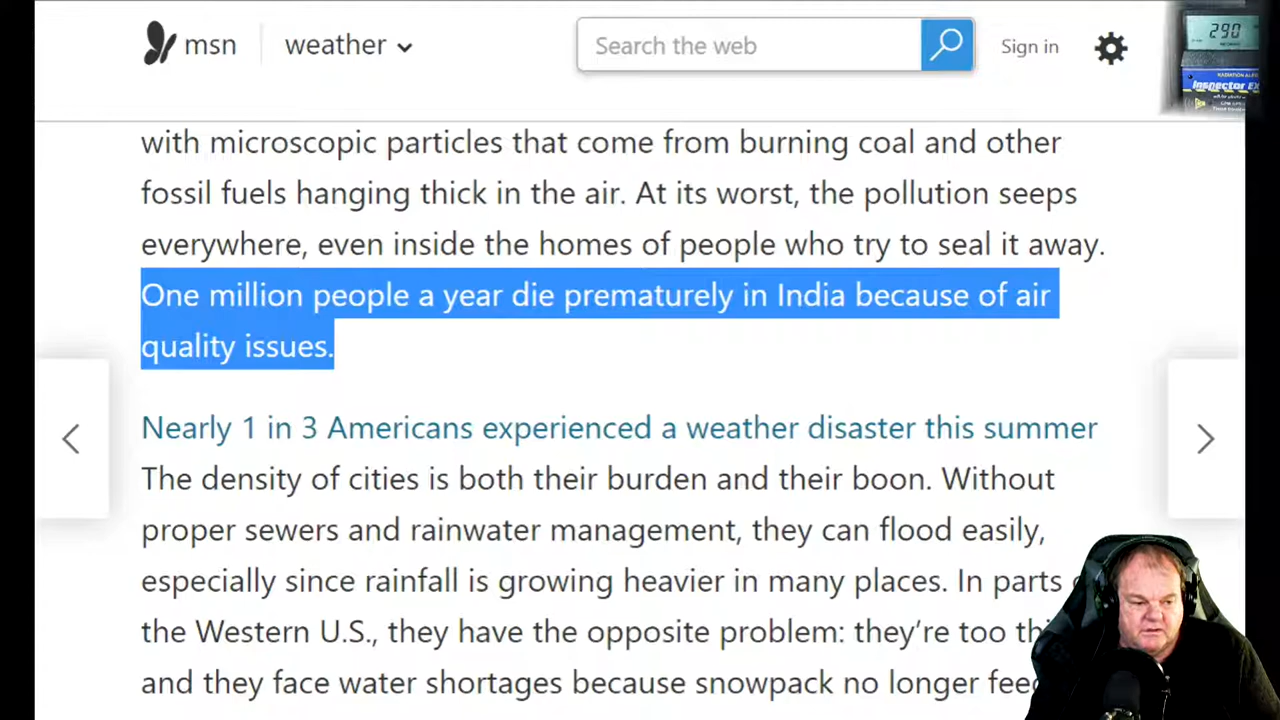 msn weather
Search the web
Sign in
290
RADIATION ALERT
Inspector EX
with microscopic particles that come from burning coal and other
fossil fuels hanging thick in the air. At its worst, the pollution seeps
everywhere, even inside the homes of people who try to seal it away.
One million people a year die prematurely in India because of air
quality issues.
Nearly 1 in 3 Americans experienced a weather disaster this summer
The density of cities is both their burden and their boon. Without
proper sewers and rainwater management, they can flood easily,
especially since rainfall is growing heavier in many places. In parts
the Western U.S., they have the opposite problem: they're too
and they face water shortages because snowpack no longer